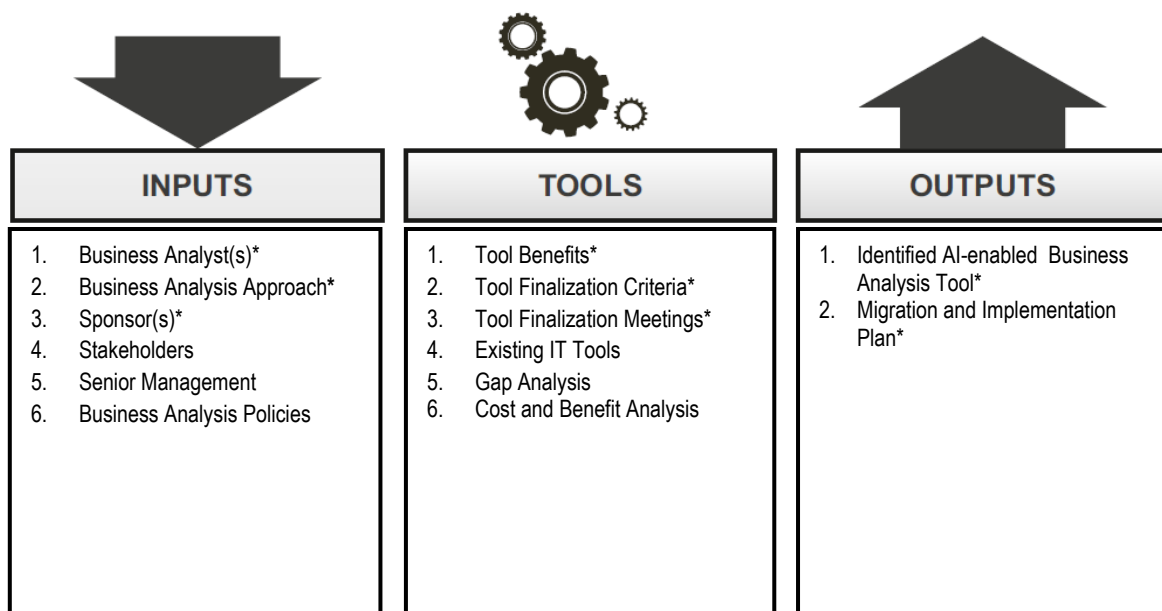 INPUTS
1. Business Analyst(s)*
2. Business Analysis Approach*
3. Sponsor(s)*
4. Stakeholders
5. Senior Management
6. Business Analysis Policies
TOOLS
1. Tool Benefits*
2. Tool Finalization Criteria*
3. Tool Finalization Meetings*
4. Existing IT Tools
5. Gap Analysis
6. Cost and Benefit Analysis
OUTPUTS
1. Identified AI-enabled Business
Analysis Tool*
2. Migration and Implementation
Plan*